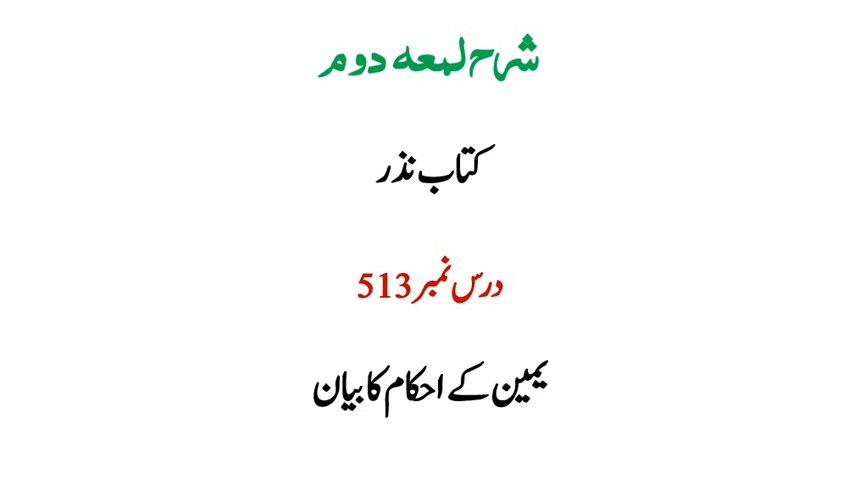 شرح لمعہ دوم
کتاب نذر
درس نمبر 513
یمین کے احکام کا بیان